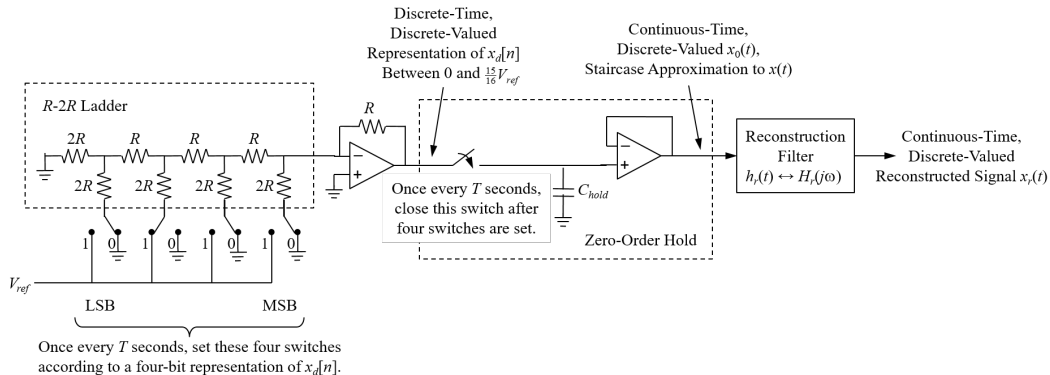 Discrete-Time,
Discrete-Valued
Representation of x_d[n]
Between 0 and 15/16 V_ref
Continuous-Time,
Discrete-Valued x_0(t),
Staircase Approximation to x(t)
R-2R Ladder
2R R R R
2R 2R 2R 2R
R
−
+
−
+
Once every T seconds,
close this switch after
four switches are set.
C_hold
Zero-Order Hold
Reconstruction
Filter
h_r(t) ↔ H_r(jω)
Continuous-Time,
Discrete-Valued
Reconstructed Signal x_r(t)
1 0 1 0 1 0 1 0
V_ref
LSB MSB
Once every T seconds, set these four switches
according to a four-bit representation of x_d[n].